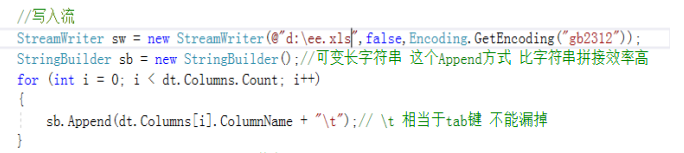 //写入流
StreamWriter sw = new StreamWriter(@"d:\ee.xls",false,Encoding.GetEncoding("gb2312"));
StringBuilder sb = new StringBuilder();//可变长字符串 这个Append方式 比字符串拼接效率高
for (int i = 0; i < dt.Columns.Count; i++)
{
sb.Append(dt.Columns[i].ColumnName + "\t");// \t 相当于tab键 不能漏掉
}